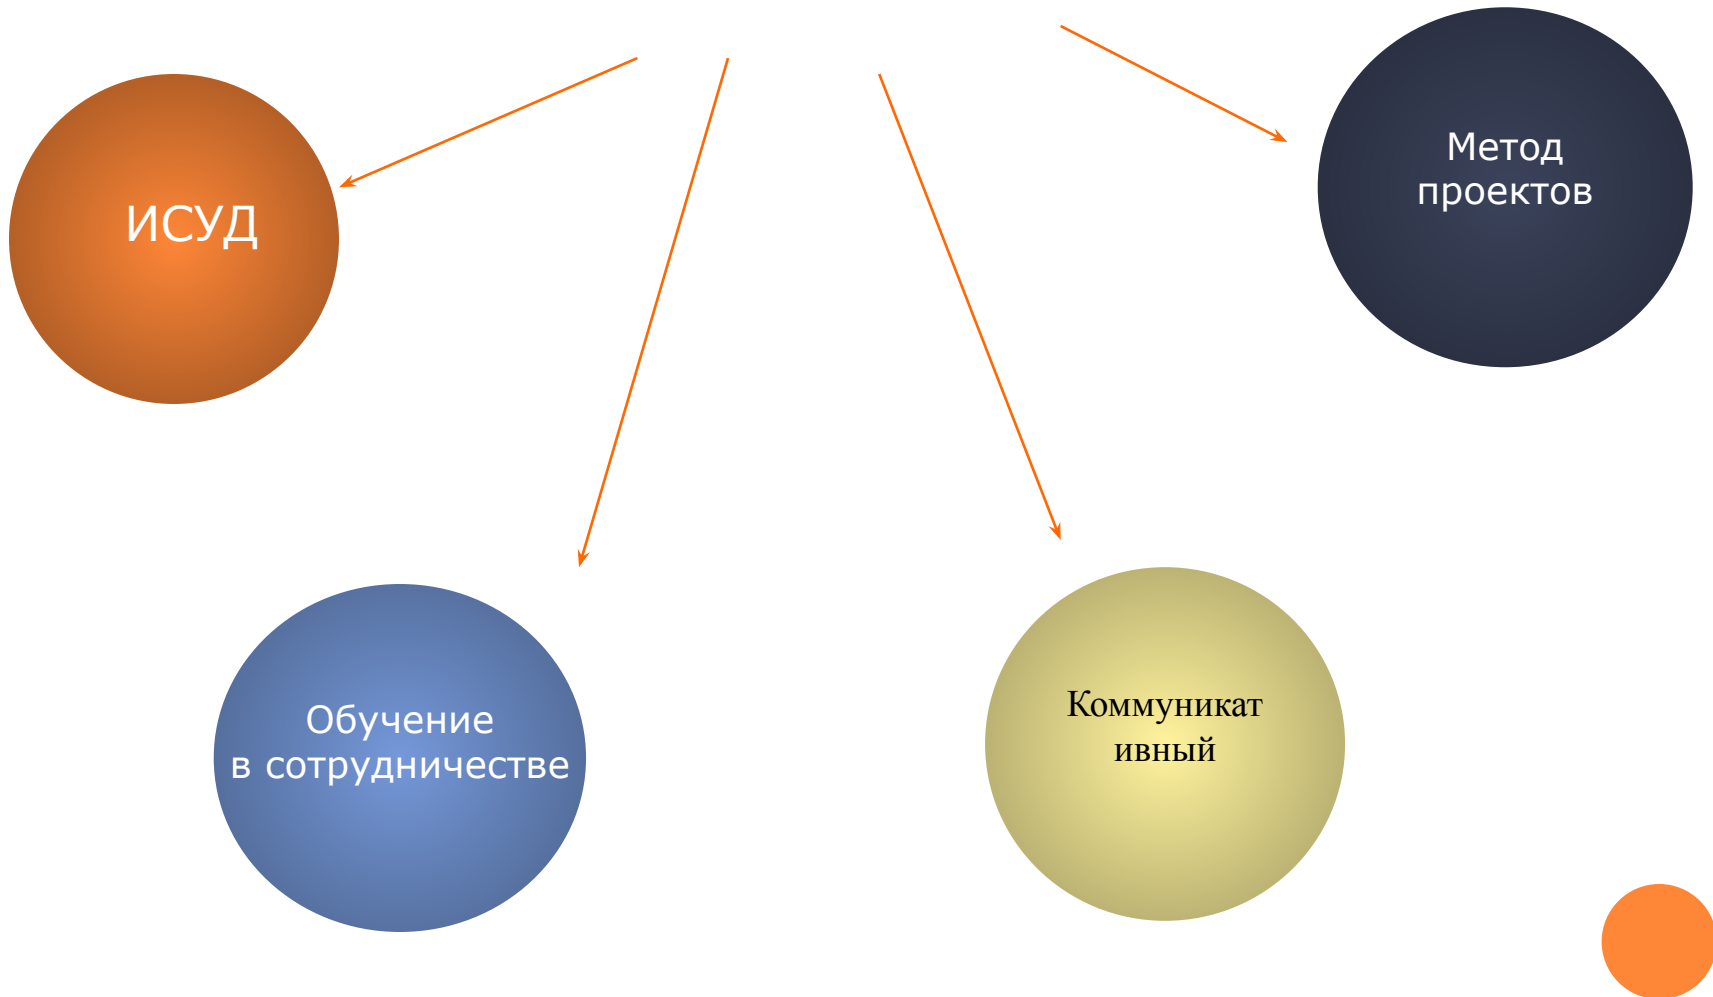 Метод
проектов
ИСУД
Обучение
в сотрудничестве
Коммуникат
ивный